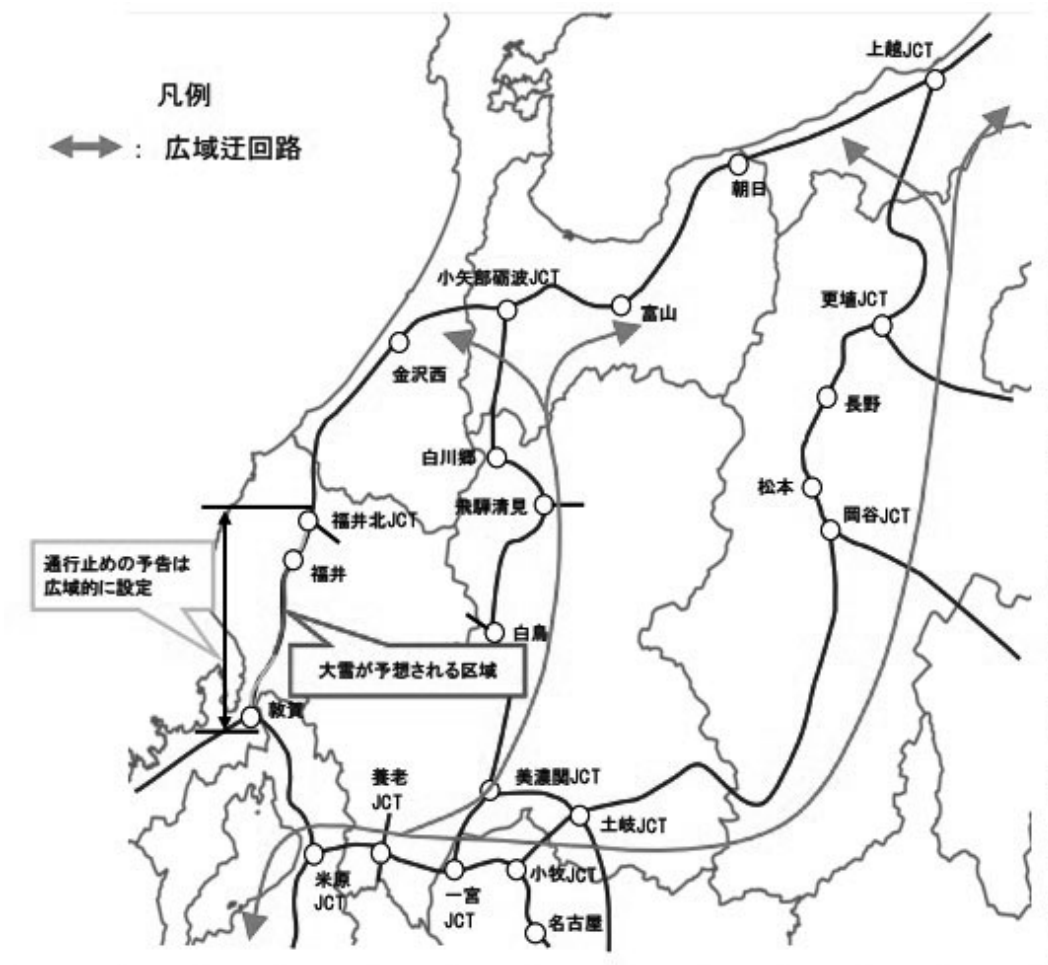 凡例
：広域迂回路
上越JCT
朝日
小矢部砺波JCT
富山
更埴JCT
金沢西
長野
白川郷
松本
飛騨清見
岡谷JCT
福井北JCT
通行止めの予告は
広域的に設定
福井
白鳥
大雪が予想される区域
敦賀
養老
JCT
美濃関JCT
土岐JCT
米原
JCT
一宮
JCT
小牧JCT
名古屋